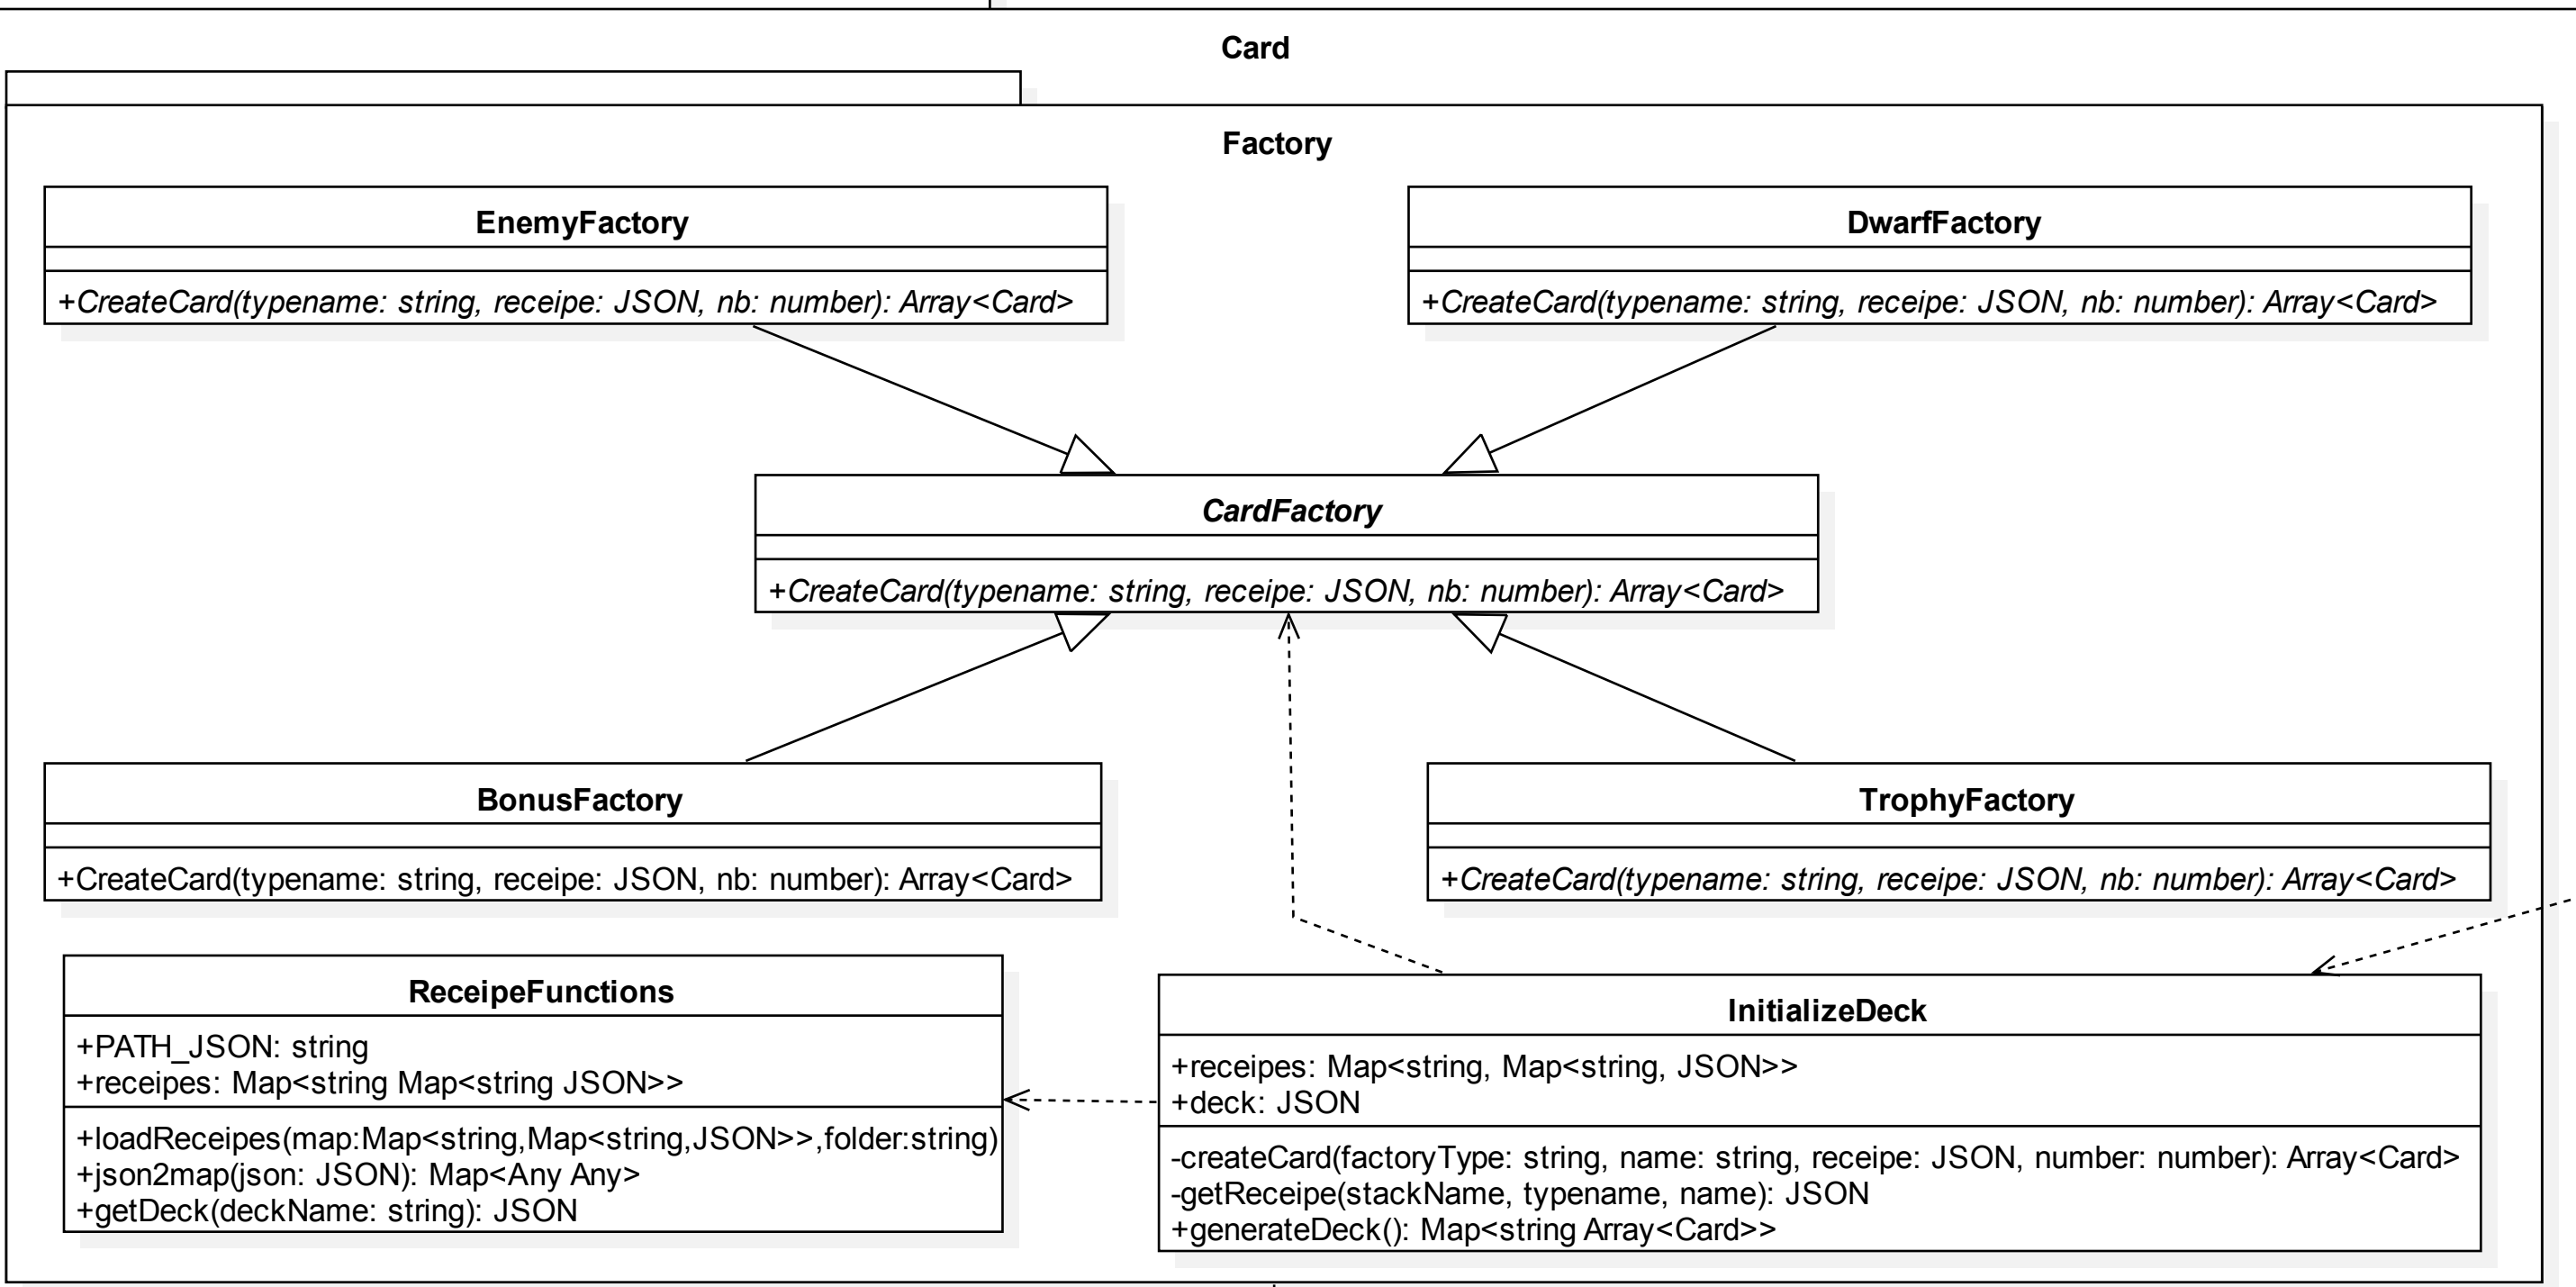 Card
Factory
EnemyFactory
+CreateCard(typename: string, receipe: JSON, nb: number): Array<Card>
DwarfFactory
+CreateCard(typename: string, receipe: JSON, nb: number): Array<Card>
CardFactory
+CreateCard(typename: string, receipe: JSON, nb: number): Array<Card>
BonusFactory
+CreateCard(typename: string, receipe: JSON, nb: number): Array<Card>
TrophyFactory
+CreateCard(typename: string, receipe: JSON, nb: number): Array<Card>
ReceipeFunctions
+PATH_JSON: string
+receipes: Map<string Map<string JSON>>
+loadReceipes(map:Map<string,Map<string,JSON>>,folder:string)
+json2map(json: JSON): Map<Any Any>
+getDeck(deckName: string): JSON
InitializeDeck
+receipes: Map<string, Map<string, JSON>>
+deck: JSON
-createCard(factoryType: string, name: string, receipe: JSON, number: number): Array<Card>
-getReceipe(stackName, typename, name): JSON
+generateDeck(): Map<string Array<Card>>